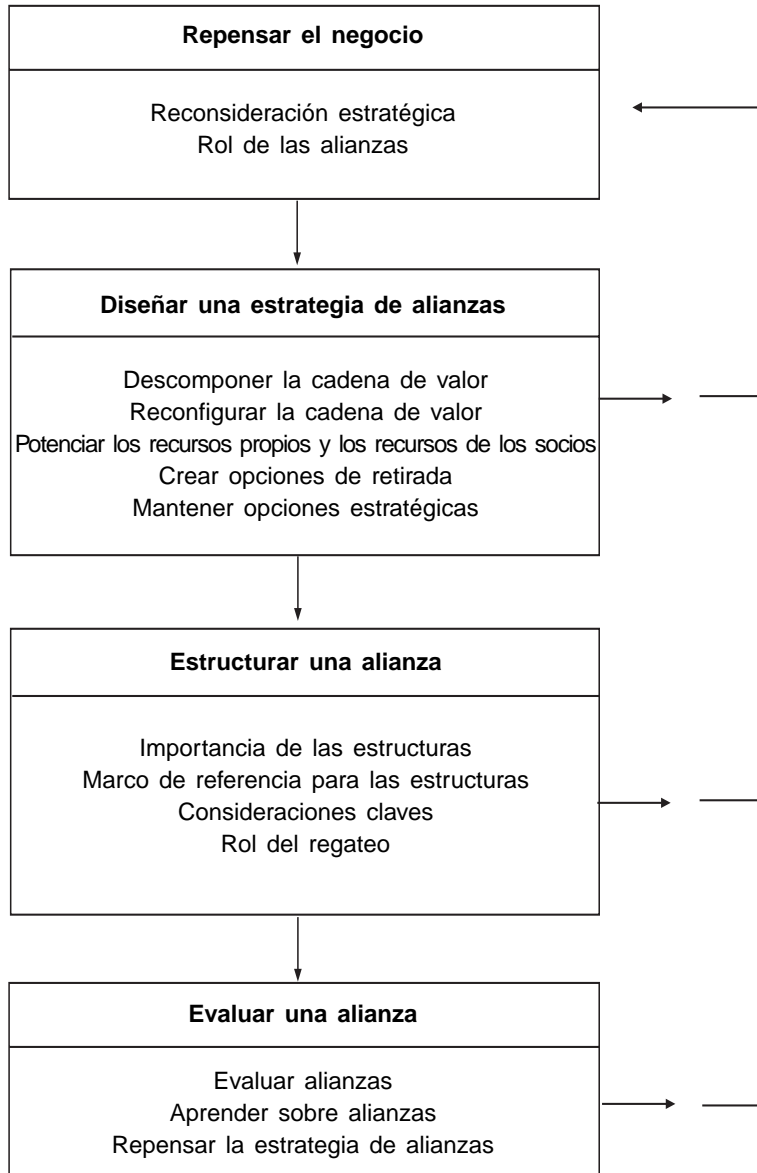 Repensar el negocio
Reconsideración estratégica
Rol de las alianzas
Diseñar una estrategia de alianzas
Descomponer la cadena de valor
Reconfigurar la cadena de valor
Potenciar los recursos propios y los recursos de los socios
Crear opciones de retirada
Mantener opciones estratégicas
Estructurar una alianza
Importancia de las estructuras
Marco de referencia para las estructuras
Consideraciones claves
Rol del regateo
Evaluar una alianza
Evaluar alianzas
Aprender sobre alianzas
Repensar la estrategia de alianzas